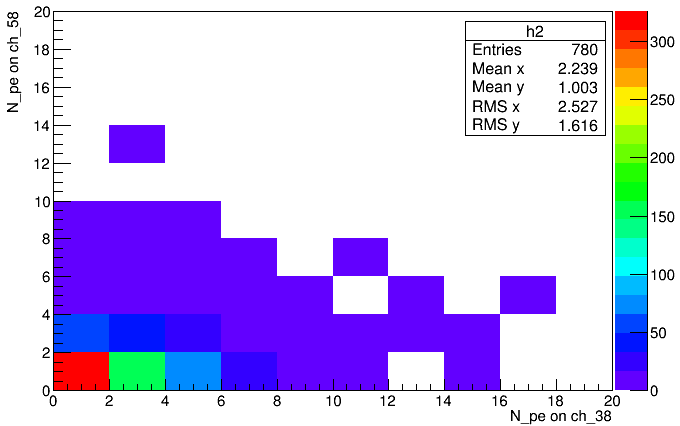 N_pe on ch_58
20
18
16
14
12
10
8
6
4
2
0
h2
Entries 780
Mean x 2.239
Mean y 1.003
RMS x 2.527
RMS y 1.616
300
250
200
150
100
50
0
0 2 4 6 8 10 12 14 16 18 20
N_pe on ch_38